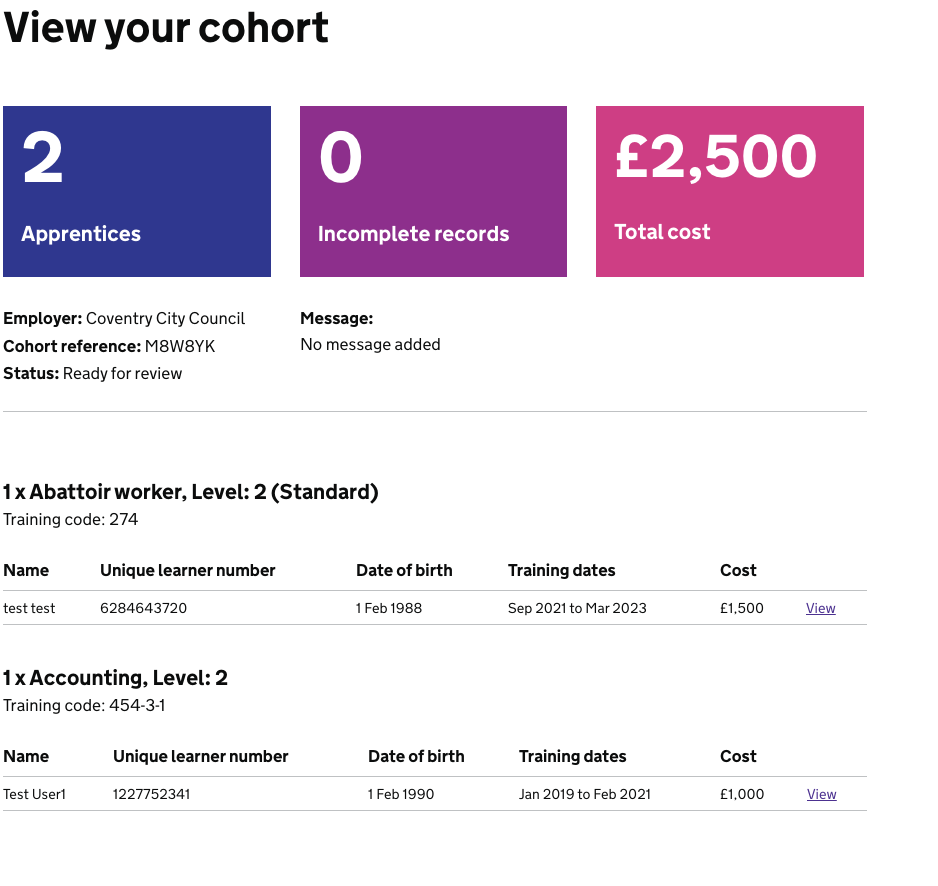 View your cohort
2
Apprentices
0
Incomplete records
£2,500
Total cost
Employer: Coventry City Council
Cohort reference: M8W8YK
Status: Ready for review
Message:
No message added
1 x Abattoir worker, Level: 2 (Standard)
Training code: 274
Name Unique learner number Date of birth Training dates Cost
test test 6284643720 1 Feb 1988 Sep 2021 to Mar 2023 £1,500 View
1 x Accounting, Level: 2
Training code: 454-3-1
Name Unique learner number Date of birth Training dates Cost
Test User1 1227752341 1 Feb 1990 Jan 2019 to Feb 2021 £1,000 View